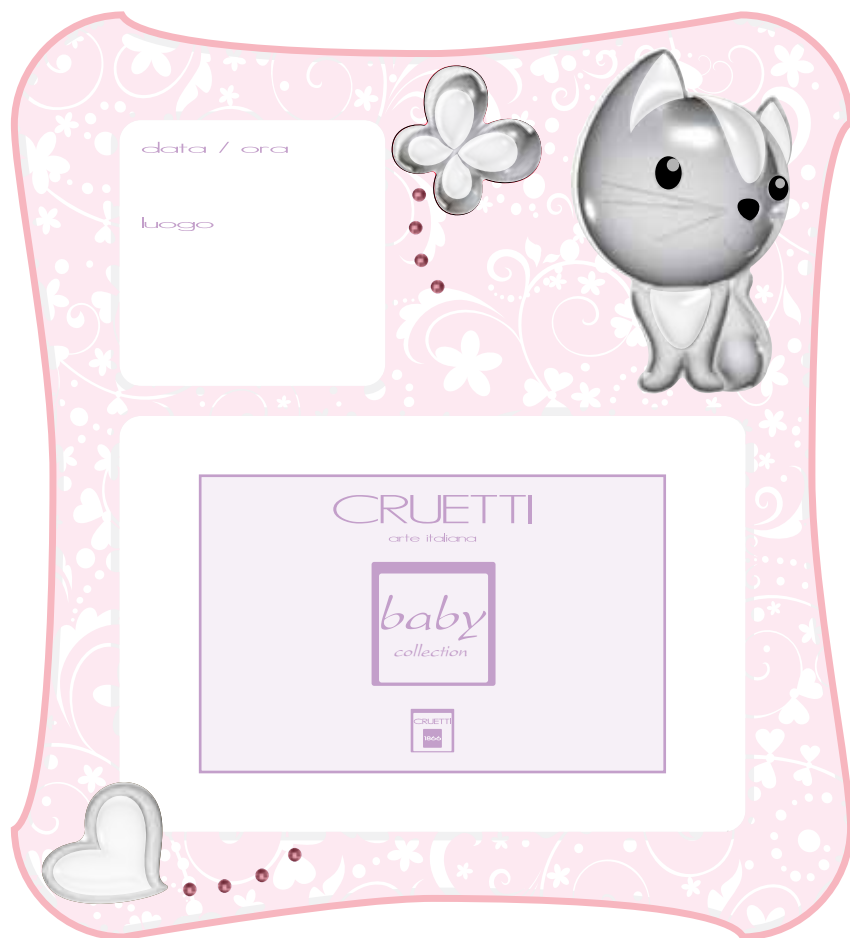 data / ora
luogo
CRUETTI
arte italiana
baby
collection
CRUETTI
1866